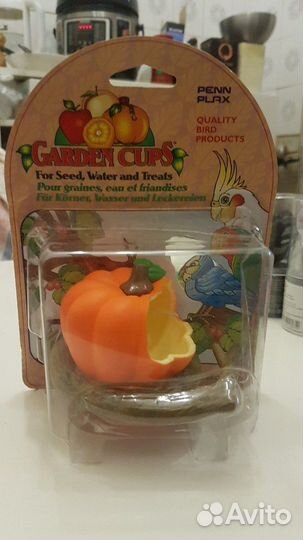 PENN
PLAX
QUALITY
BIRD
PRODUCTS
GARDEN CUPS
For Seed, Water and Treats
Pour graines, eau et friandises
Für Körner, Wasser und Leckereien
Avito